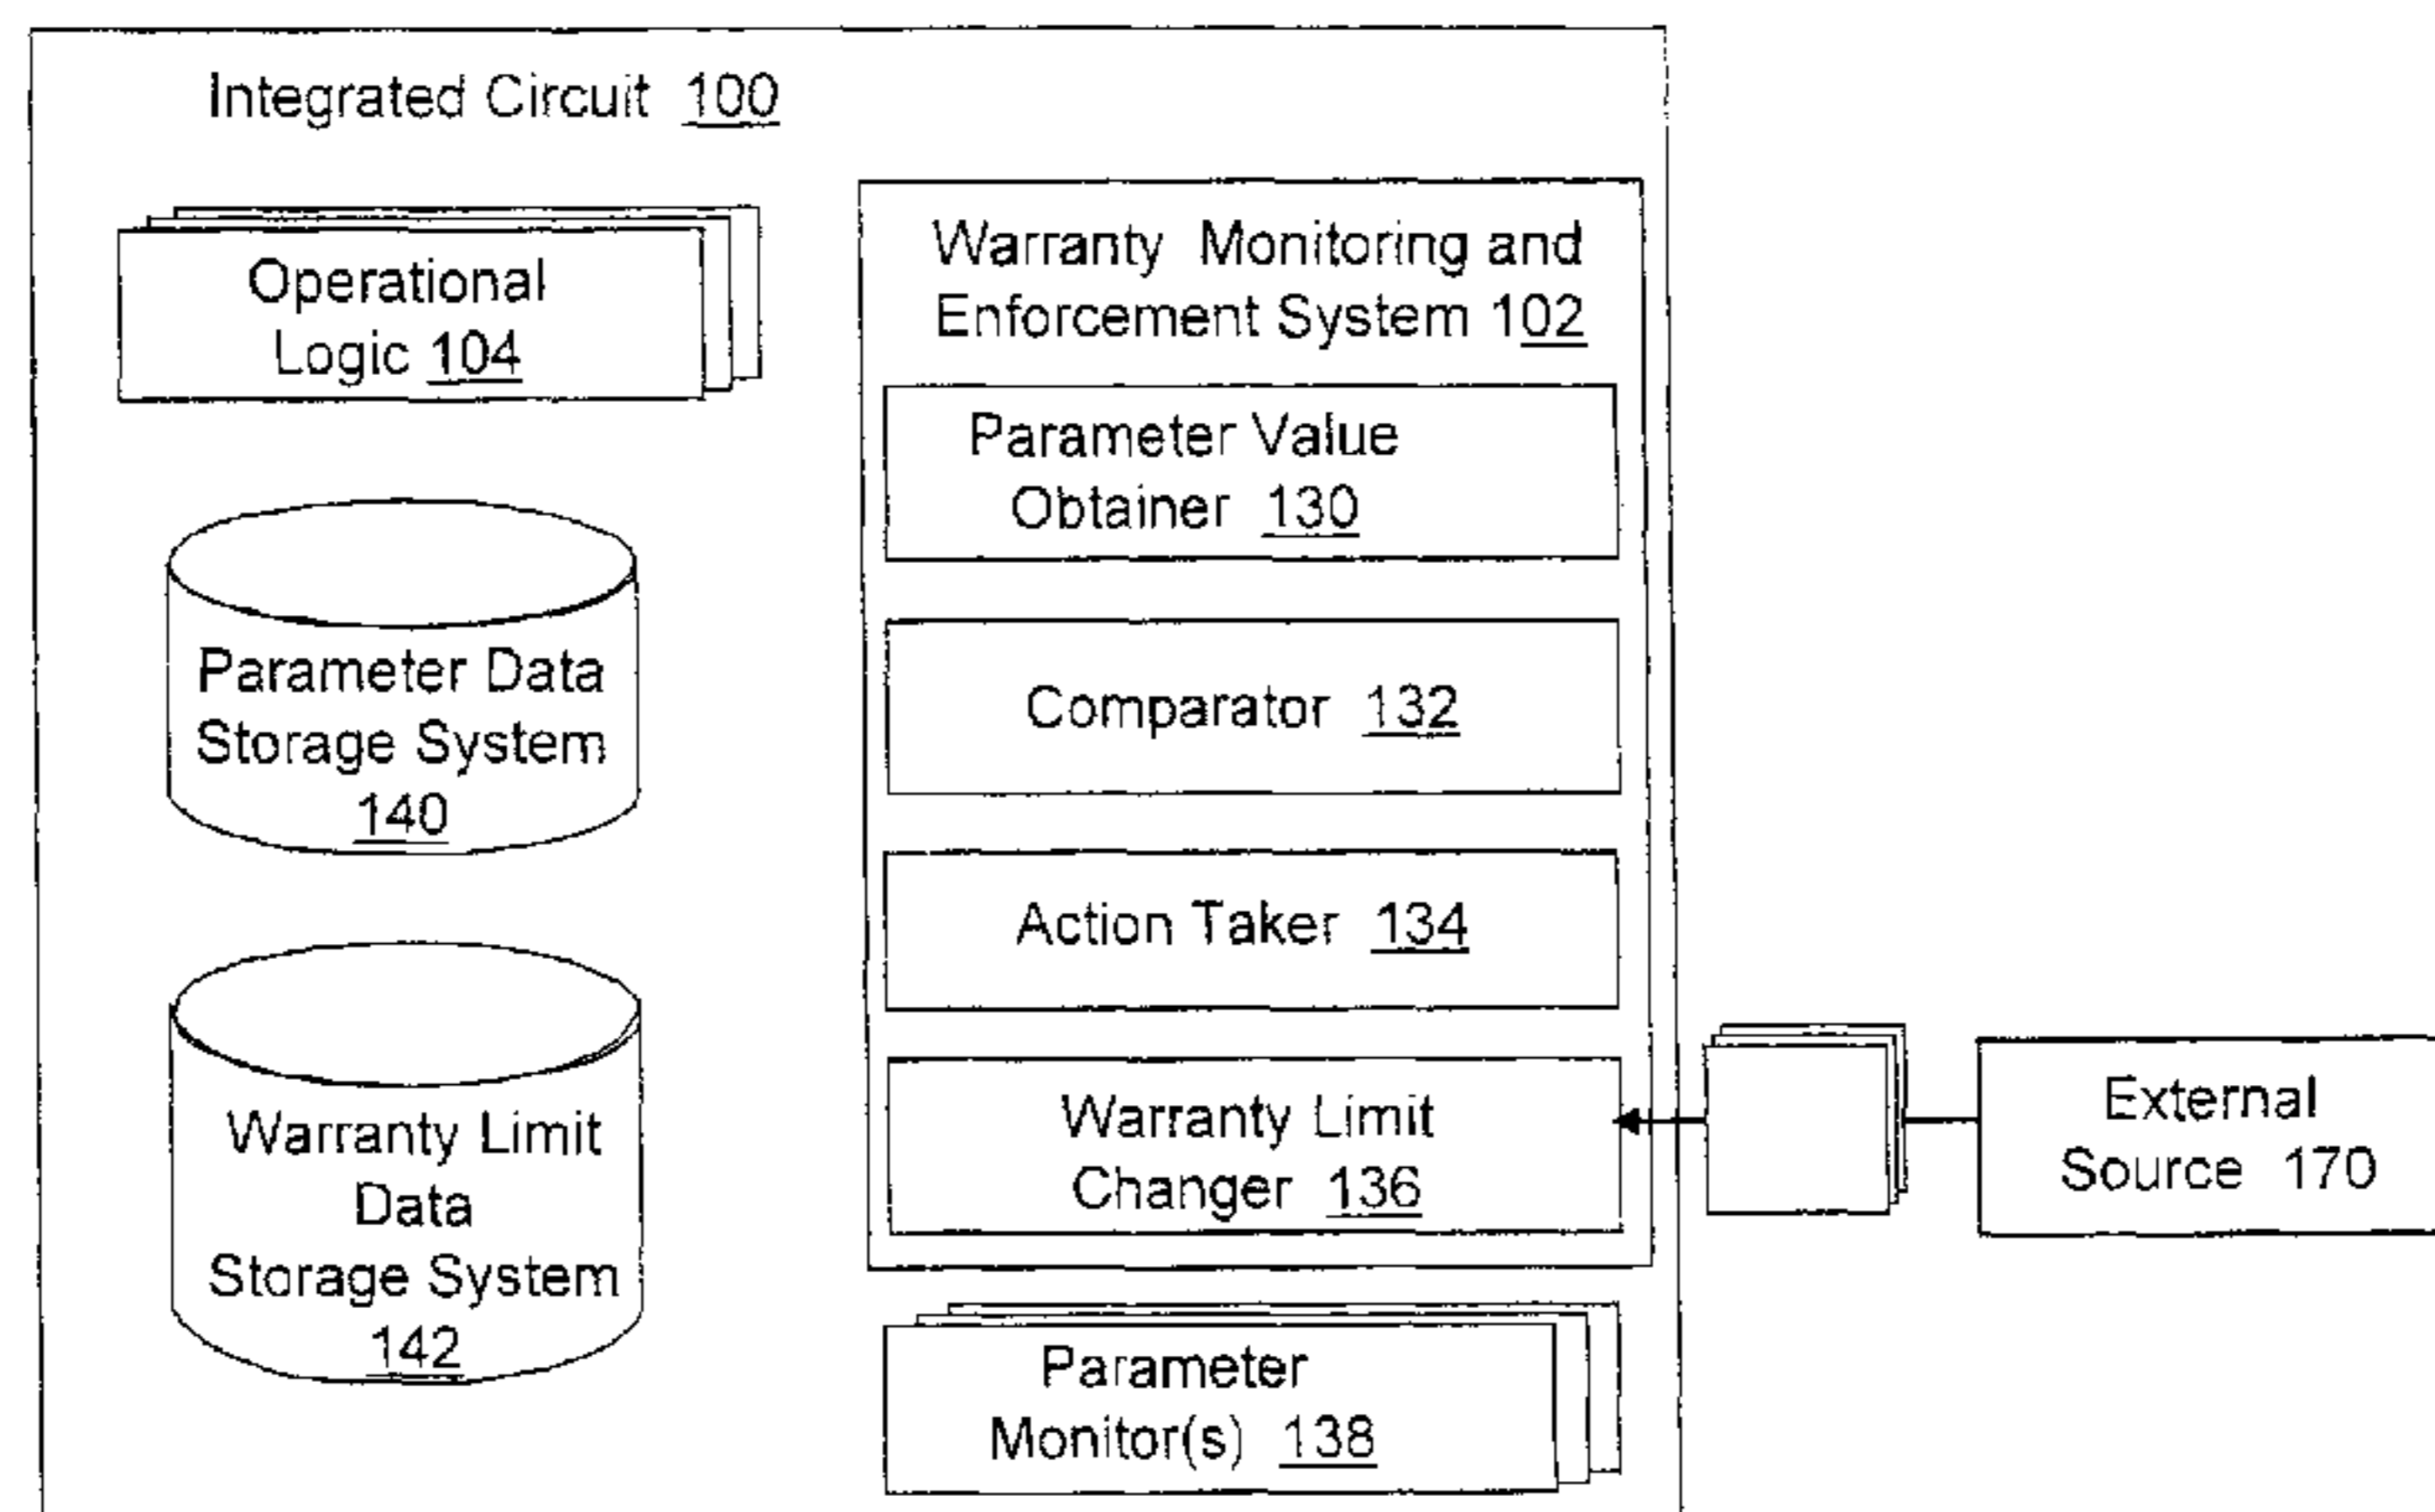 Integrated Circuit 100
Operational
Logic 104
Parameter Data
Storage System
140
Warranty Limit
Data
Storage System
142
Warranty Monitoring and
Enforcement System 102
Parameter Value
Obtainer 130
Comparator 132
Action Taker 134
Warranty Limit
Changer 136
Parameter
Monitor(s) 138
External
Source 170